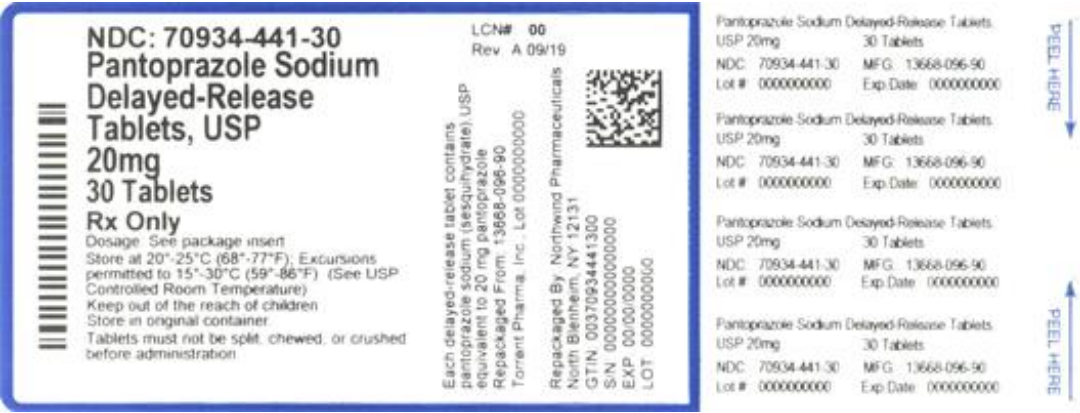 NDC: 70934-441-30
Pantoprazole Sodium
Delayed-Release
Tablets, USP
20mg
30 Tablets
Rx Only
Dosage: See package insert
Store at 20°-25°C (68°-77°F); Excursions
permitted to 15°-30°C (59°-86°F) (See USP
Controlled Room Temperature)
Keep out of the reach of children
Store in original container
Tablets must not be split, chewed, or crushed
before administration
LCN# 00
Rev A 09/19
Each delayed-release tablet contains
pantoprazole sodium (sesquihydrate), USP
equivalent to 20 mg pantoprazole
Repackaged From: 13668-096-90
Torrent Pharma, Inc. Lot 00000000000
Repackaged By: Northwind Pharmaceuticals
North Blenheim, NY 12131
GTIN 00370934441300
S/N 00000000000000
EXP 00/00/0000
LOT 0000000000
Pantoprazole Sodium Delayed-Release Tablets,
USP 20mg 30 Tablets
NDC: 70934-441-30 MFG: 13668-096-90
Lot # 0000000000 Exp Date: 0000000000
Pantoprazole Sodium Delayed-Release Tablets,
USP 20mg 30 Tablets
NDC: 70934-441-30 MFG: 13668-096-90
Lot # 0000000000 Exp Date: 0000000000
Pantoprazole Sodium Delayed-Release Tablets,
USP 20mg 30 Tablets
NDC: 70934-441-30 MFG: 13668-096-90
Lot # 0000000000 Exp Date: 0000000000
Pantoprazole Sodium Delayed-Release Tablets,
USP 20mg 30 Tablets
NDC: 70934-441-30 MFG: 13668-096-90
Lot # 0000000000 Exp Date: 0000000000
PEEL HERE
PEEL HERE